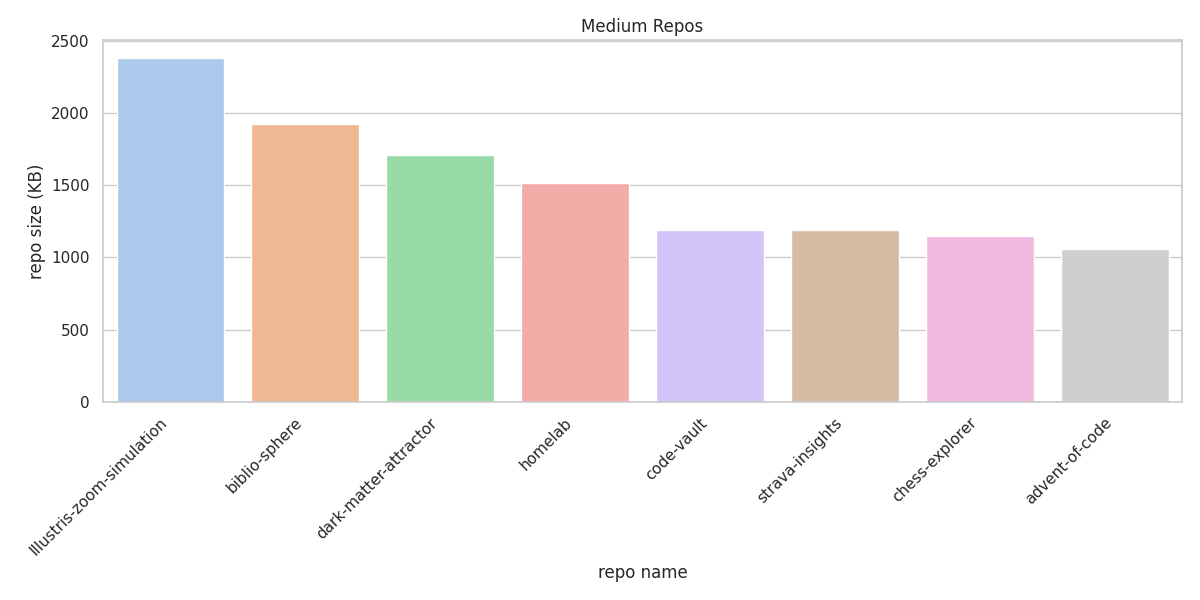 Medium Repos
2500
2000
1500
1000
500
0
repo size (KB)
Illustris-zoom-simulation
biblio-sphere
dark-matter-attractor
homelab
code-vault
strava-insights
chess-explorer
advent-of-code
repo name